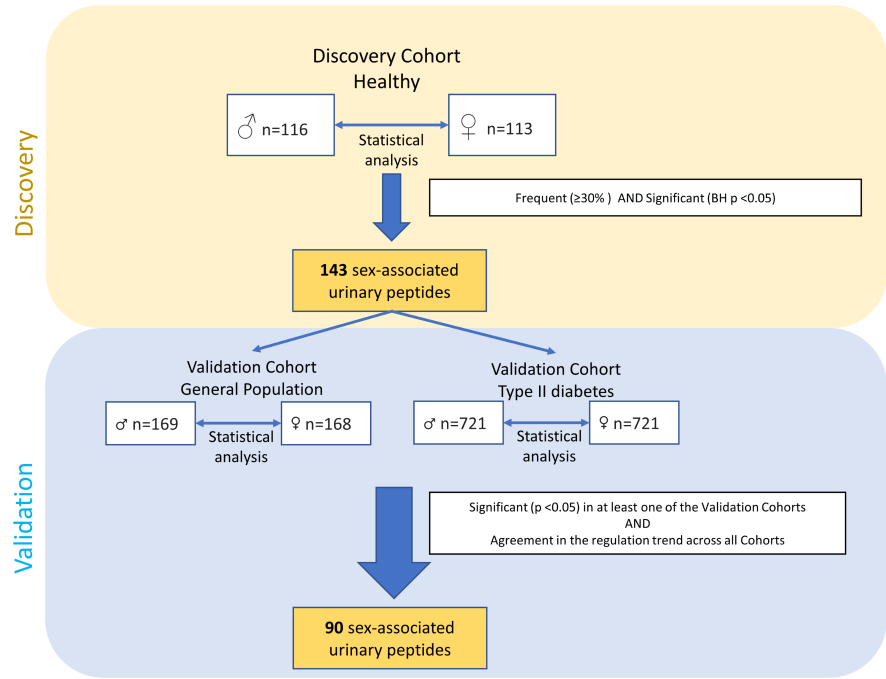 Discovery
Discovery Cohort
Healthy
♂ n=116
♀ n=113
Statistical
analysis
Frequent (≥30% ) AND Significant (BH p <0.05)
143 sex-associated
urinary peptides
Validation
Validation Cohort
General Population
♂ n=169
♀ n=168
Statistical
analysis
Validation Cohort
Type II diabetes
♂ n=721
♀ n=721
Statistical
analysis
Significant (p <0.05) in at least one of the Validation Cohorts
AND
Agreement in the regulation trend across all Cohorts
90 sex-associated
urinary peptides